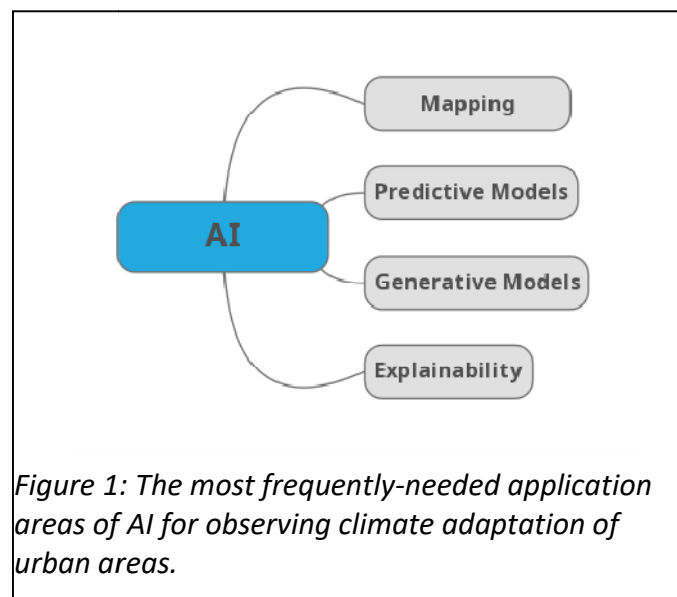 Mapping
Predictive Models
AI
Generative Models
Explainability
Figure 1: The most frequently-needed application
areas of AI for observing climate adaptation of
urban areas.